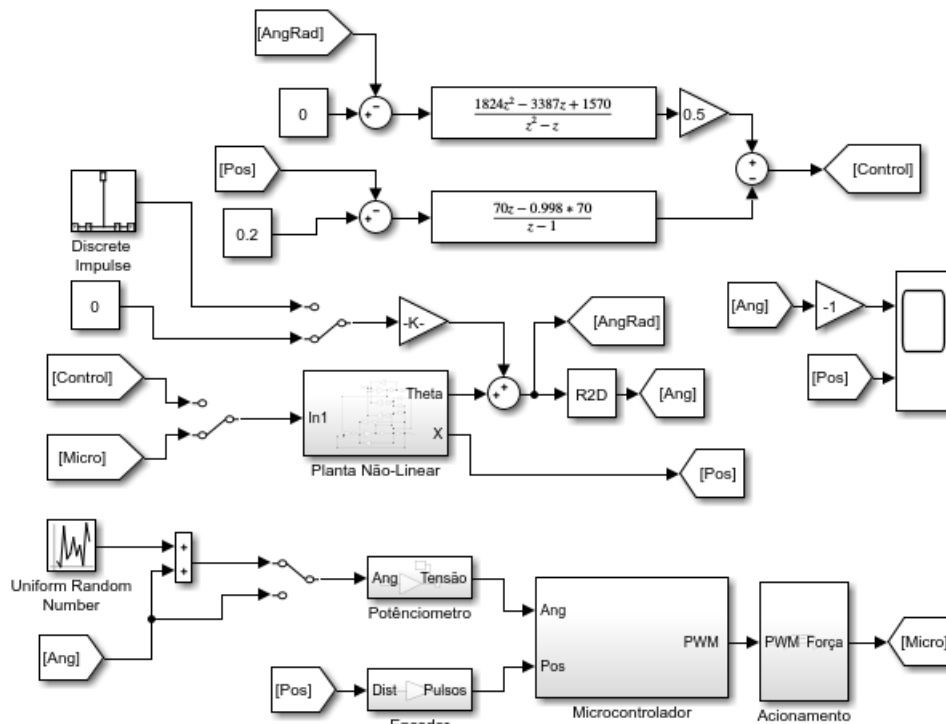 [AngRad]
0
+
−
1824z² − 3387z + 1570
z² − z
0.5
+
−
[Control]
[Pos]
0.2
+
−
70z − 0.998 * 70
z − 1
Discrete
Impulse
0
-K-
[AngRad]
[Ang]
-1
[Pos]
[Control]
[Micro]
In1
Theta
X
Planta Não-Linear
+
+
R2D
[Ang]
[Pos]
Uniform Random
Number
+
+
[Ang]
Ang
Tensão
Potênciometro
[Pos]
Dist
Pulsos
Ang
Pos
PWM
Microcontrolador
PWM
Força
Acionamento
[Micro]